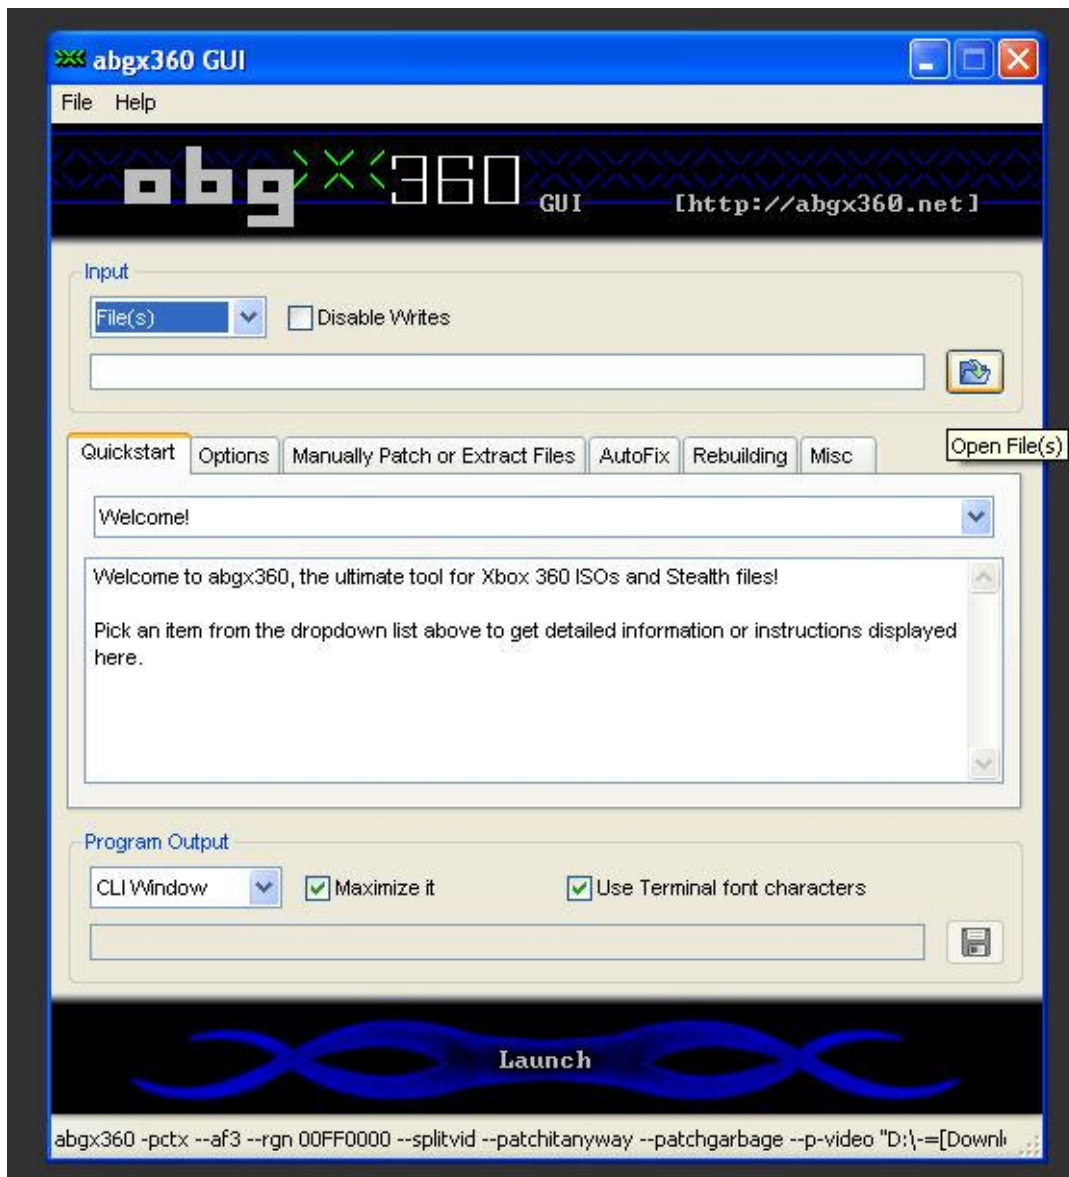 abgx360 GUI
File Help
abgx360 GUI [http://abgx360.net]
Input
File(s) Disable Writes
Quickstart Options Manually Patch or Extract Files AutoFix Rebuilding Misc
Open File(s)
Welcome!
Welcome to abgx360, the ultimate tool for Xbox 360 ISOs and Stealth files!
Pick an item from the dropdown list above to get detailed information or instructions displayed
here.
Program Output
CLI Window Maximize it Use Terminal font characters
Launch
abgx360 -pctx --af3 --rgn 00FF0000 --splitvid --patchitanyway --patchgarbage --p-video "D:\-=[Downl